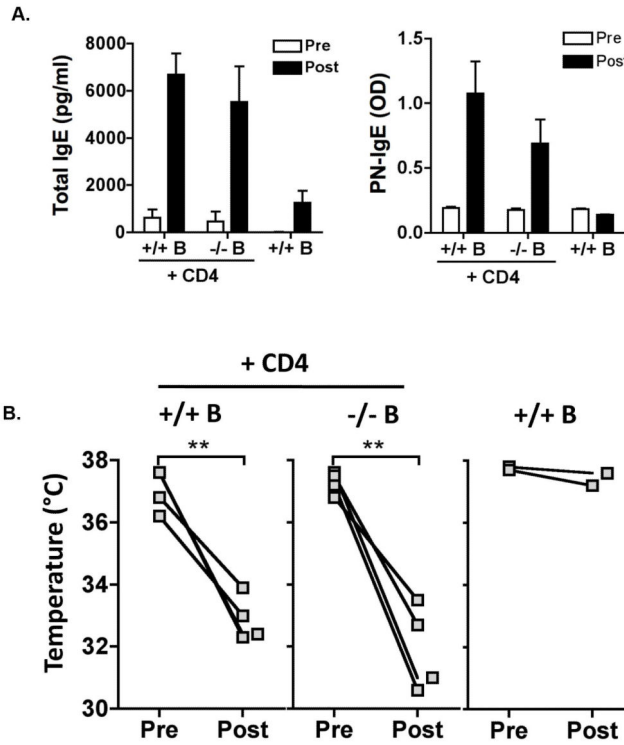 A.
Total IgE (pg/ml)
8000
6000
4000
2000
0
Pre
Post
+/+ B
-/- B
+/+ B
+ CD4
PN-IgE (OD)
1.5
1.0
0.5
0.0
Pre
Post
+/+ B
-/- B
+/+ B
+ CD4
B.
+ CD4
+/+ B
-/- B
+/+ B
**
**
Temperature (°C)
38
36
34
32
30
Pre
Post
Pre
Post
Pre
Post